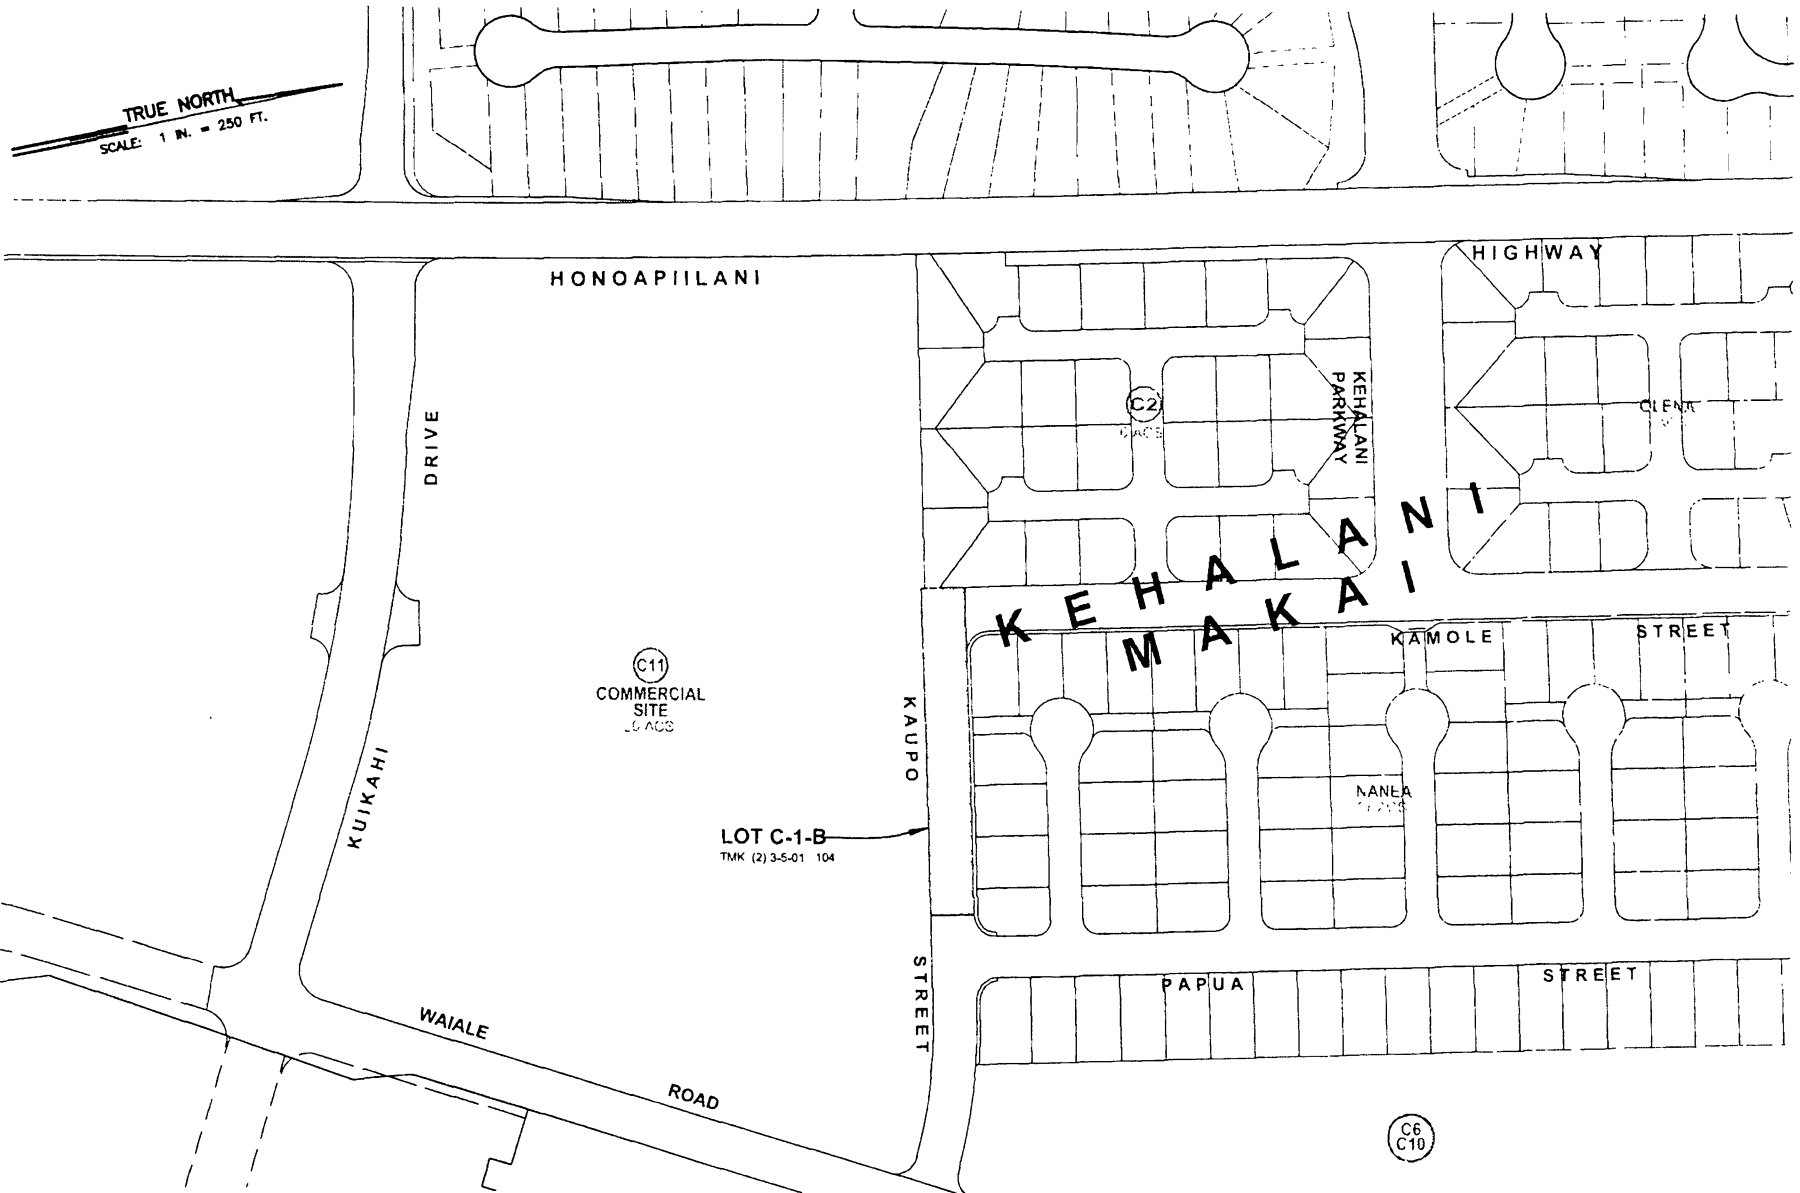 TRUE NORTH
SCALE: 1 IN. = 250 FT.
HONOAPIILANI
HIGHWAY
DRIVE
KEHALANI
PARKWAY
C2
OLENA
KEHALANI
MAKAI
KAMOLE
STREET
C11
COMMERCIAL
SITE
KAUPO
KUIKAHI
NANEA
LOT C-1-B
TMK (2) 3-5-01 104
STREET
PAPUA
STREET
WAIALE
ROAD
C6
C10